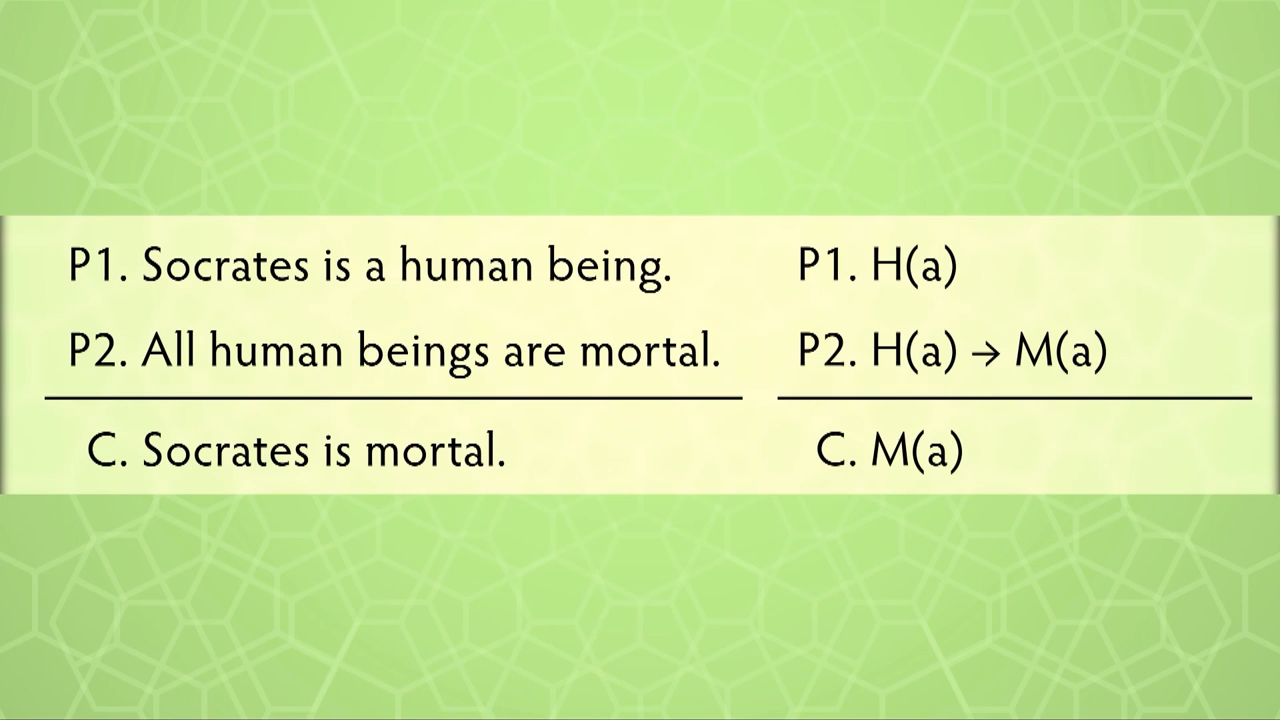 P1. Socrates is a human being.
P2. All human beings are mortal.
C. Socrates is mortal.
P1. H(a)
P2. H(a) → M(a)
C. M(a)